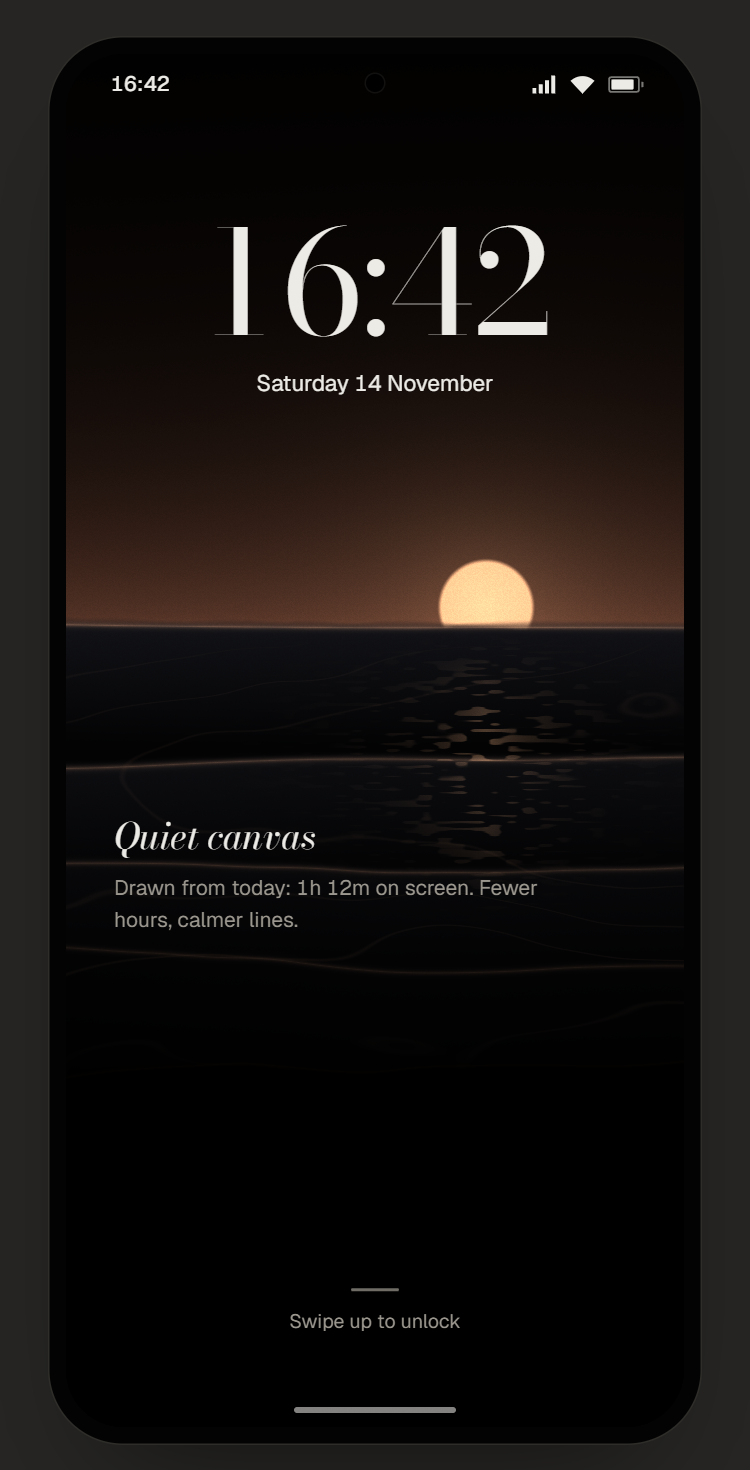 16:42
16:42
Saturday 14 November
Quiet canvas
Drawn from today: 1h 12m on screen. Fewer
hours, calmer lines.
Swipe up to unlock